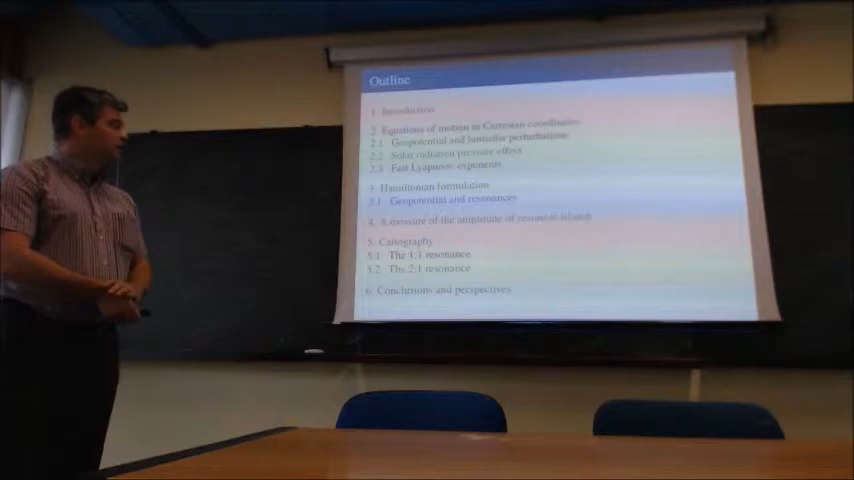 Outline
1. Introduction
2. Equations of motion in Cartesian coordinates
2.1 Geopotential and lunisolar perturbations
2.2 Solar radiation pressure effect
2.3 Fast Lyapunov exponents
3. Hamiltonian formulation
3.1 Geopotential and resonances
4. A measure of the amplitude of resonant islands
5. Cartography
5.1 The 1:1 resonance
5.2 The 2:1 resonance
6. Conclusions and perspectives